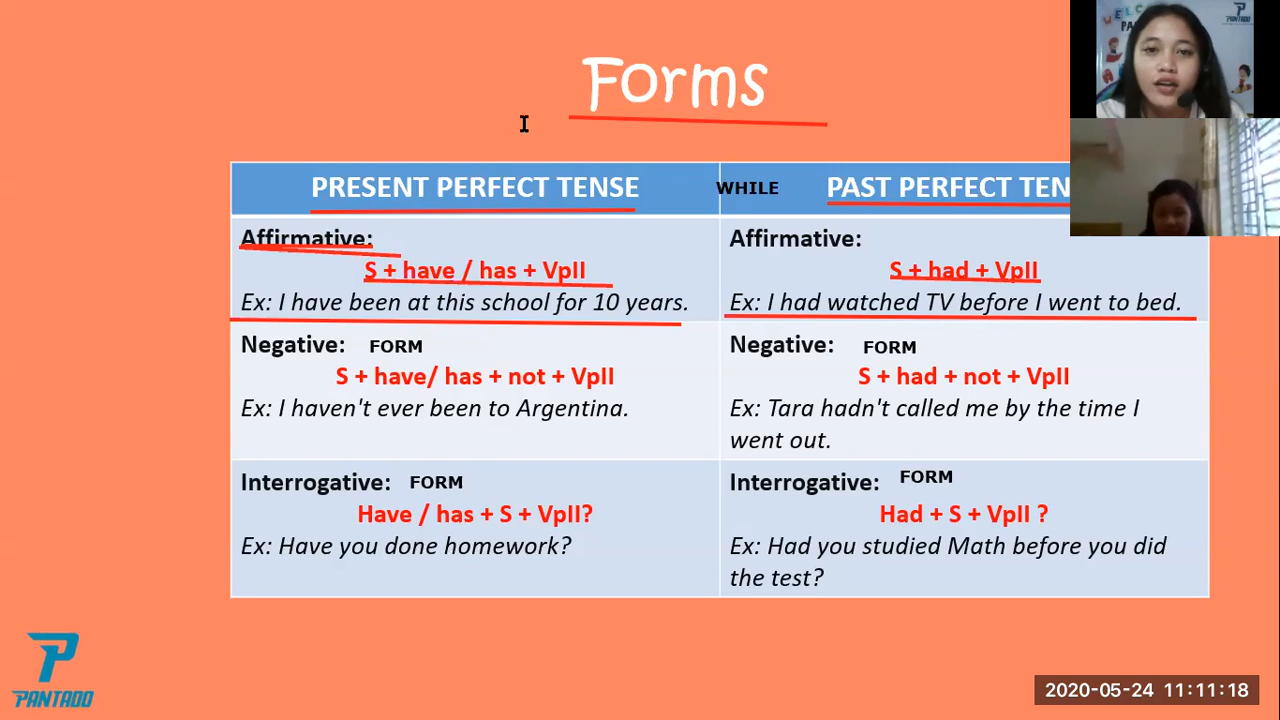 Forms
PRESENT PERFECT TENSE
WHILE
PAST PERFECT TEN
Affirmative:
S + have / has + VpII
Ex: I have been at this school for 10 years.
Affirmative:
S + had + VpII
Ex: I had watched TV before I went to bed.
Negative: FORM
S + have/ has + not + VpII
Ex: I haven't ever been to Argentina.
Negative: FORM
S + had + not + VpII
Ex: Tara hadn't called me by the time I
went out.
Interrogative: FORM
Have / has + S + VpII?
Ex: Have you done homework?
Interrogative: FORM
Had + S + VpII ?
Ex: Had you studied Math before you did
the test?
PANTADO
2020-05-24 11:11:18